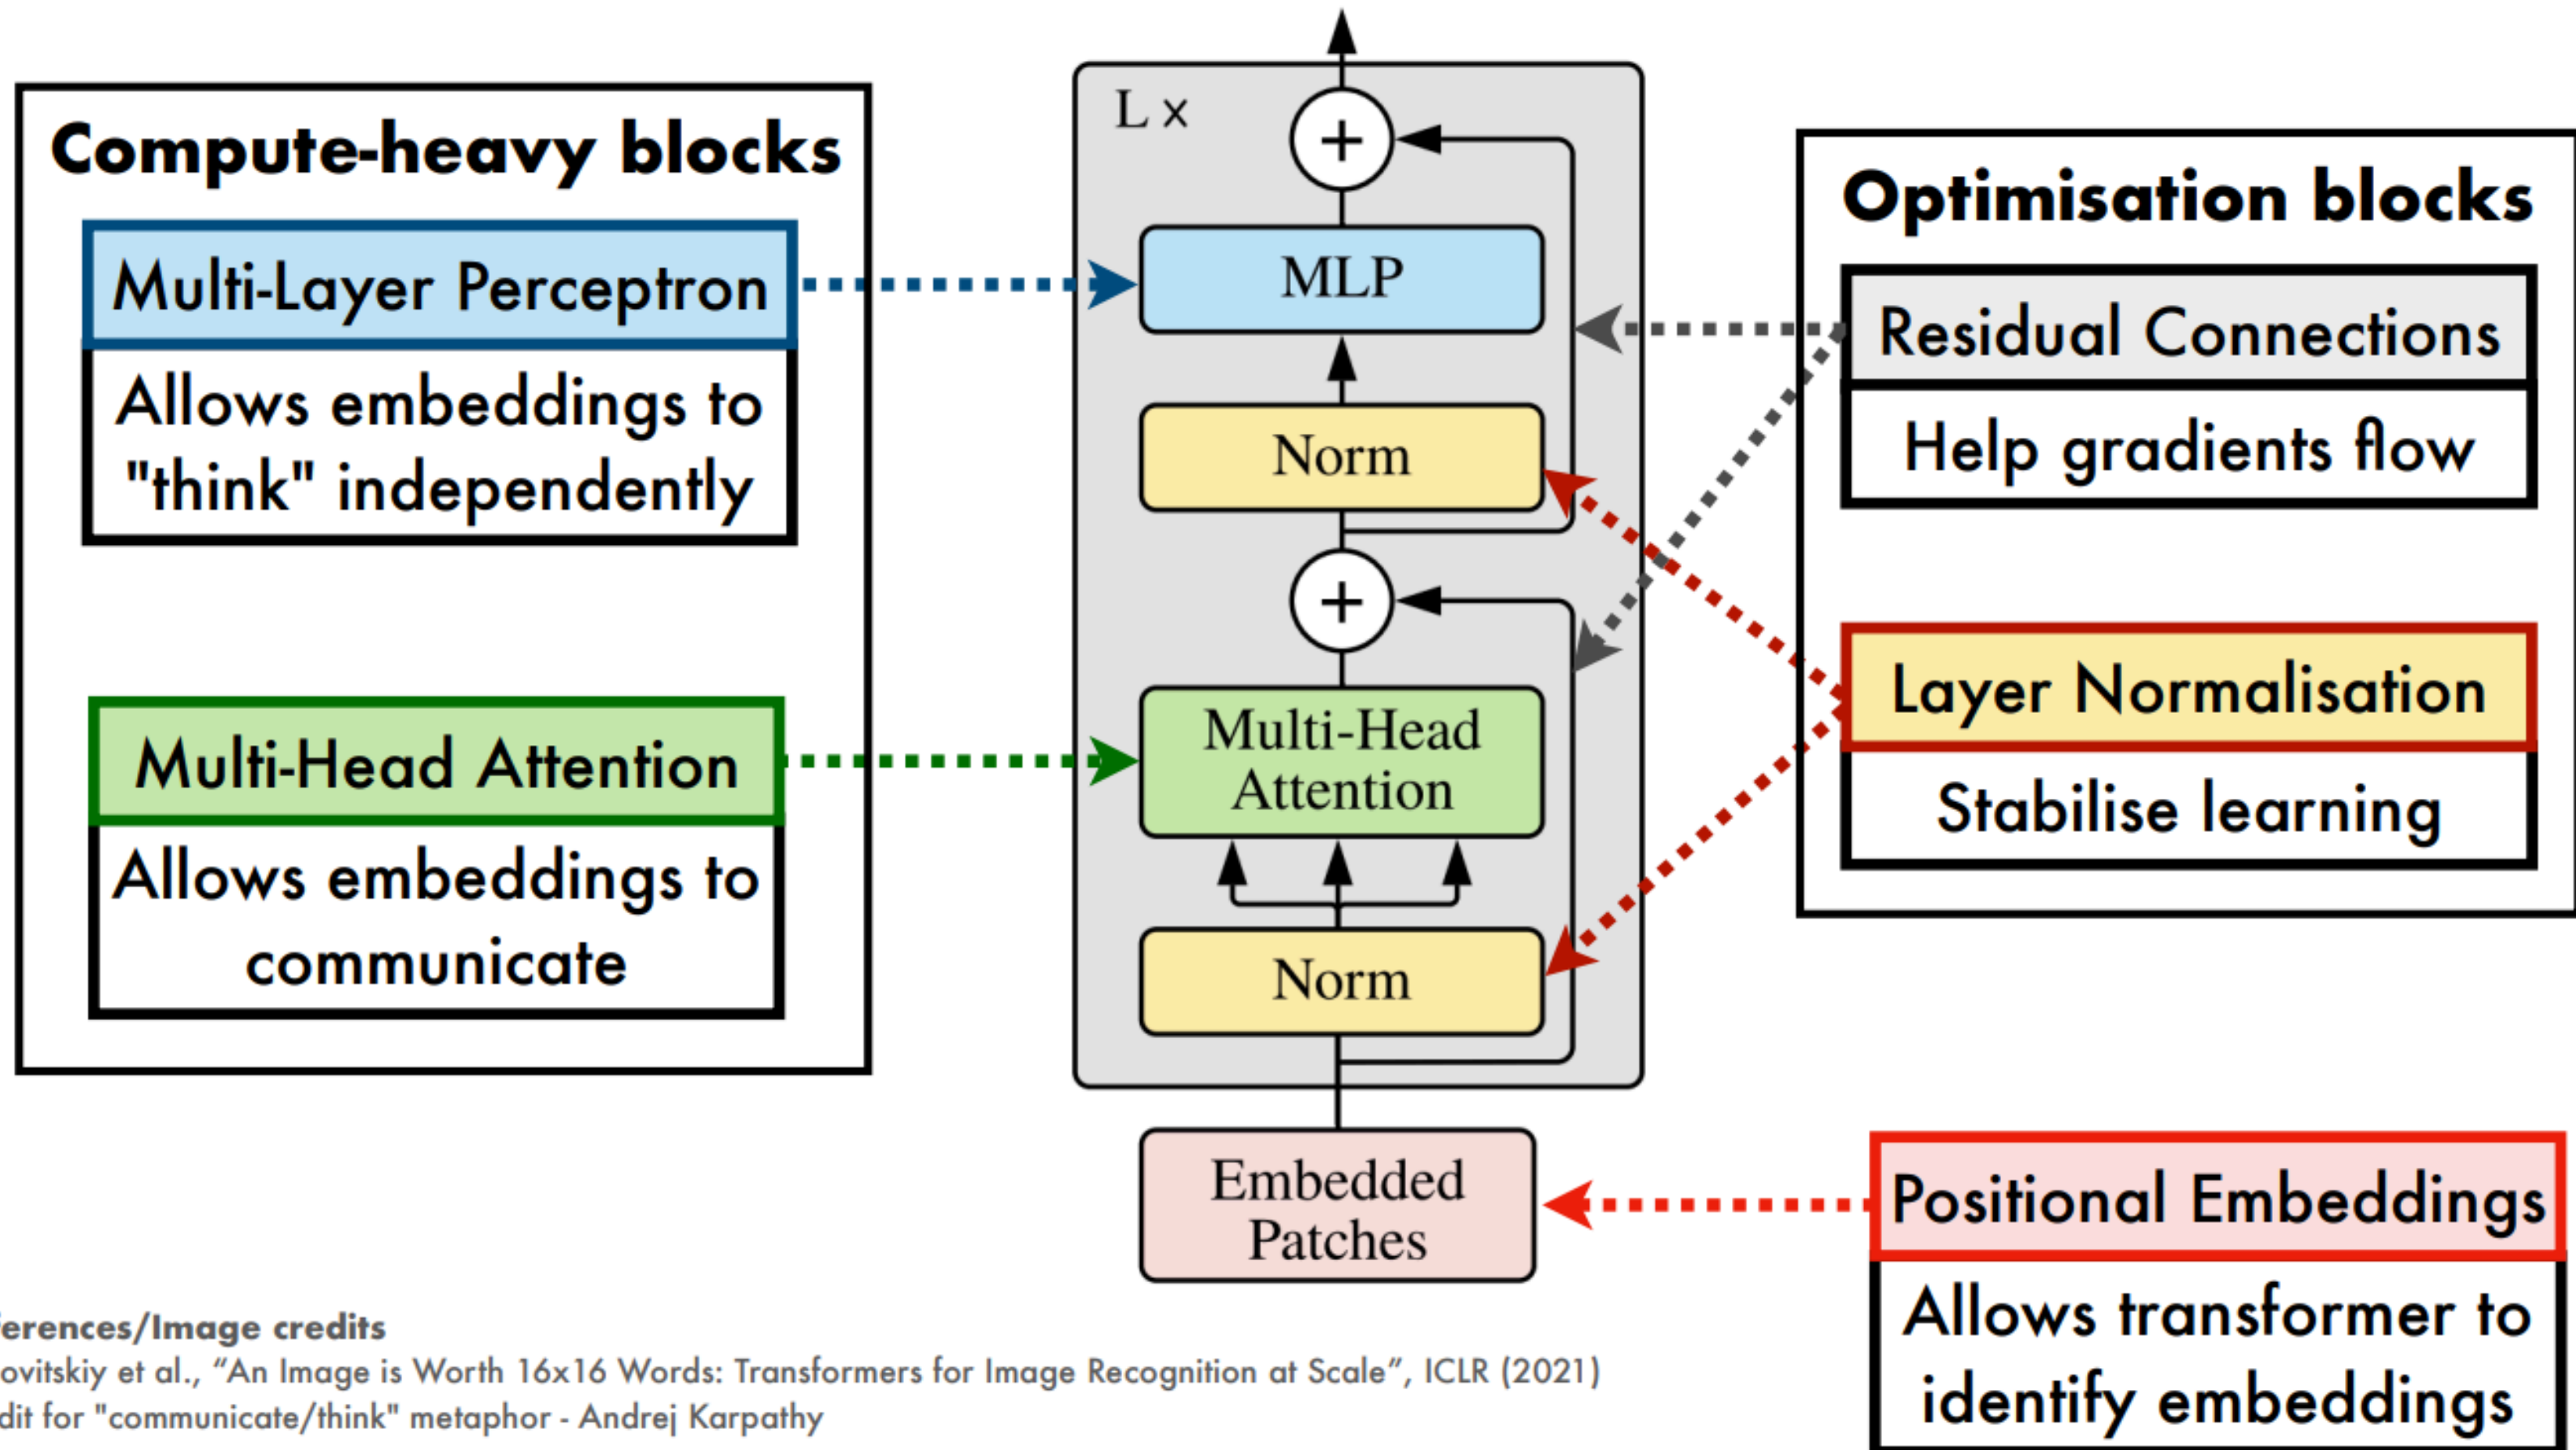 Compute-heavy blocks
Multi-Layer Perceptron
Allows embeddings to
"think" independently
Multi-Head Attention
Allows embeddings to
communicate
L ×
+
MLP
Norm
+
Multi-Head
Attention
Norm
Embedded
Patches
Optimisation blocks
Residual Connections
Help gradients flow
Layer Normalisation
Stabilise learning
Positional Embeddings
Allows transformer to
identify embeddings
ferences/Image credits
ovitskiy et al., “An Image is Worth 16x16 Words: Transformers for Image Recognition at Scale”, ICLR (2021)
dit for "communicate/think" metaphor - Andrej Karpathy